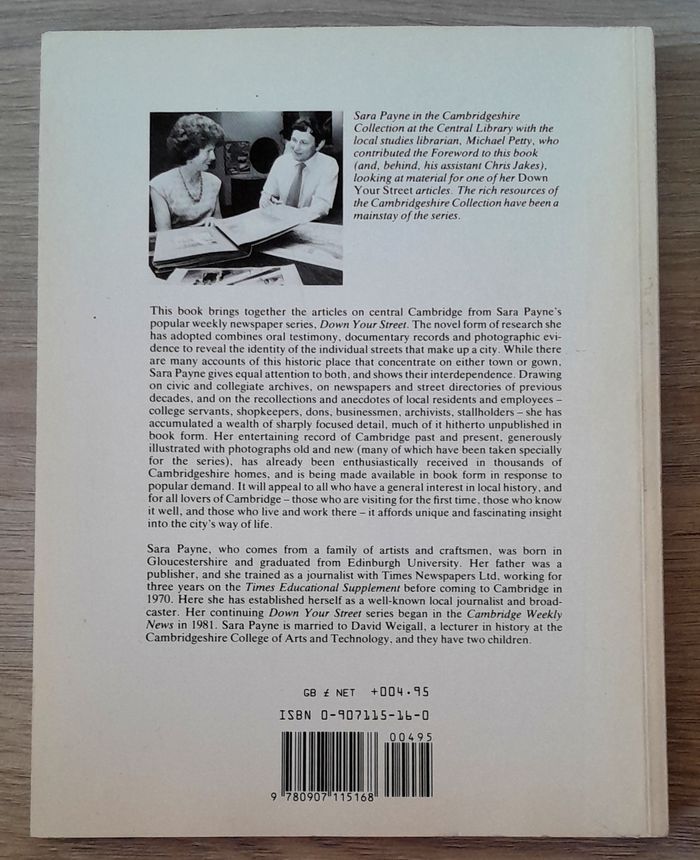 Sara Payne in the Cambridgeshire
Collection at the Central Library with the
local studies librarian, Michael Petty, who
contributed the Foreword to this book
(and, behind, his assistant Chris Jakes),
looking at material for one of her Down
Your Street articles. The rich resources of
the Cambridgeshire Collection have been a
mainstay of the series.
This book brings together the articles on central Cambridge from Sara Payne's
popular weekly newspaper series, Down Your Street. The novel form of research she
has adopted combines oral testimony, documentary records and photographic evi-
dence to reveal the identity of the individual streets that make up a city. While there
are many accounts of this historic place that concentrate on either town or gown,
Sara Payne gives equal attention to both, and shows their interdependence. Drawing
on civic and collegiate archives, on newspapers and street directories of previous
decades, and on the recollections and anecdotes of local residents and employees –
college servants, shopkeepers, dons, businessmen, archivists, stallholders – she has
accumulated a wealth of sharply focused detail, much of it hitherto unpublished in
book form. Her entertaining record of Cambridge past and present, generously
illustrated with photographs old and new (many of which have been taken specially
for the series), has already been enthusiastically received in thousands of
Cambridgeshire homes, and is being made available in book form in response to
popular demand. It will appeal to all who have a general interest in local history, and
for all lovers of Cambridge – those who are visiting for the first time, those who know
it well, and those who live and work there – it affords unique and fascinating insight
into the city's way of life.
Sara Payne, who comes from a family of artists and craftsmen, was born in
Gloucestershire and graduated from Edinburgh University. Her father was a
publisher, and she trained as a journalist with Times Newspapers Ltd, working for
three years on the Times Educational Supplement before coming to Cambridge in
1970. Here she has established herself as a well-known local journalist and broad-
caster. Her continuing Down Your Street series began in the Cambridge Weekly
News in 1981. Sara Payne is married to David Weigall, a lecturer in history at the
Cambridgeshire College of Arts and Technology, and they have two children.
GB £ NET +004.95
ISBN 0-907115-16-0
00495
9 780907 115168